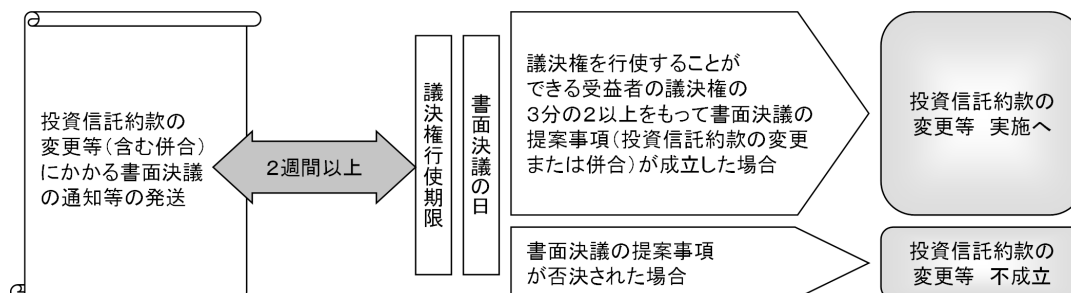 投資信託約款の
変更等(含む併合)
にかかる書面決議
の通知等の発送
2週間以上
議決権行使期限
書面決議の日
議決権を行使することが
できる受益者の議決権の
3分の2以上をもって書面決議の
提案事項(投資信託約款の変更
または併合)が成立した場合
投資信託約款の
変更等 実施へ
書面決議の提案事項
が否決された場合
投資信託約款の
変更等 不成立